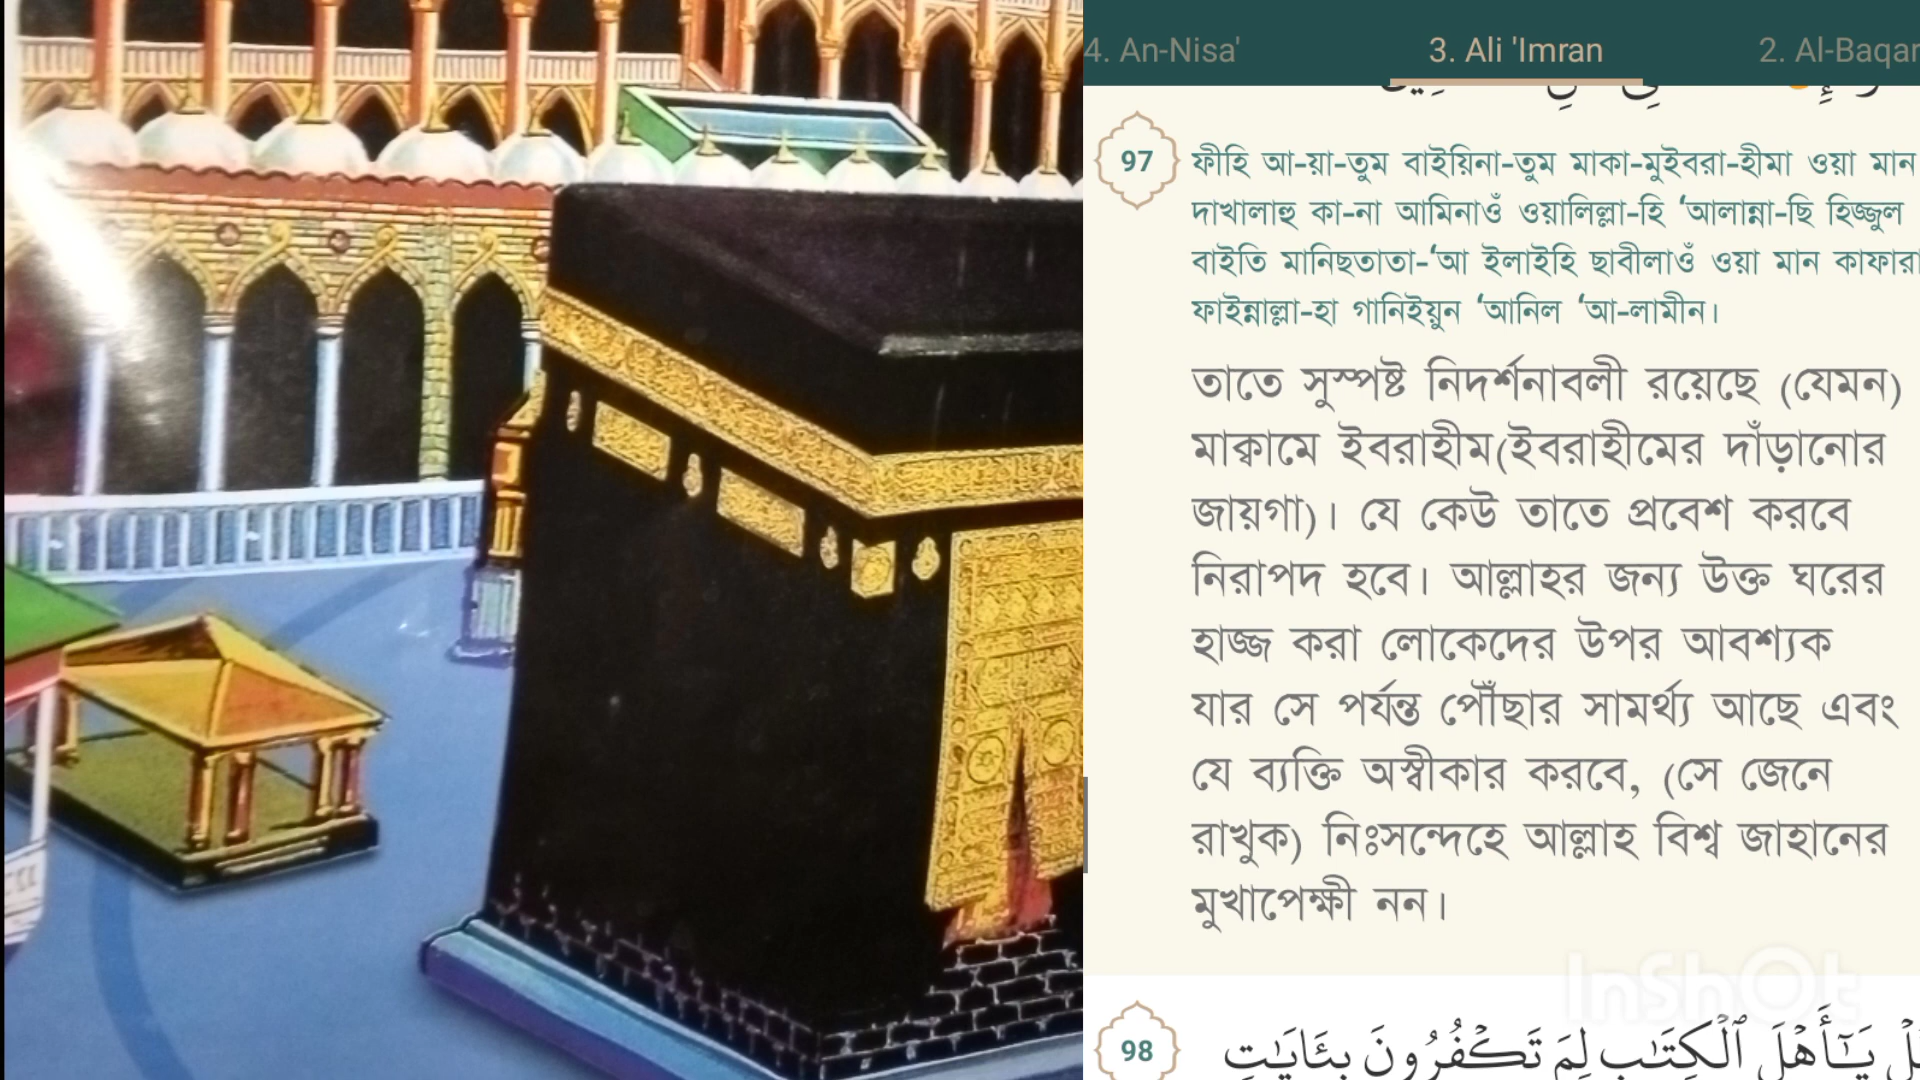 4. An-Nisa'
3. Ali 'Imran
2. Al-Baqar
97
ফীহি আ-য়া-তুম বাইয়িনা-তুম মাকা-মুইবরা-হীমা ওয়া মান
দাখালাহু কা-না আমিনাওঁ ওয়ালিল্লা-হি ‘আলান্না-ছি হিজ্জুল
বাইতি মানিছতাতা-‘আ ইলাইহি ছাবীলাওঁ ওয়া মান কাফারা
ফাইন্নাল্লা-হা গানিইয়ুন ‘আনিল ‘আ-লামীন।
তাতে সুস্পষ্ট নিদর্শনাবলী রয়েছে (যেমন)
মাক্বামে ইবরাহীম(ইবরাহীমের দাঁড়ানোর
জায়গা)। যে কেউ তাতে প্রবেশ করবে
নিরাপদ হবে। আল্লাহর জন্য উক্ত ঘরের
হাজ্জ করা লোকেদের উপর আবশ্যক
যার সে পর্যন্ত পৌঁছার সামর্থ্য আছে এবং
যে ব্যক্তি অস্বীকার করবে, (সে জেনে
রাখুক) নিঃসন্দেহে আল্লাহ বিশ্ব জাহানের
মুখাপেক্ষী নন।
InShOt
98
يَـٰٓأَهْلَ ٱلْكِتَـٰبِ لِمَ تَكْفُرُونَ بِـَٔايَـٰتِ